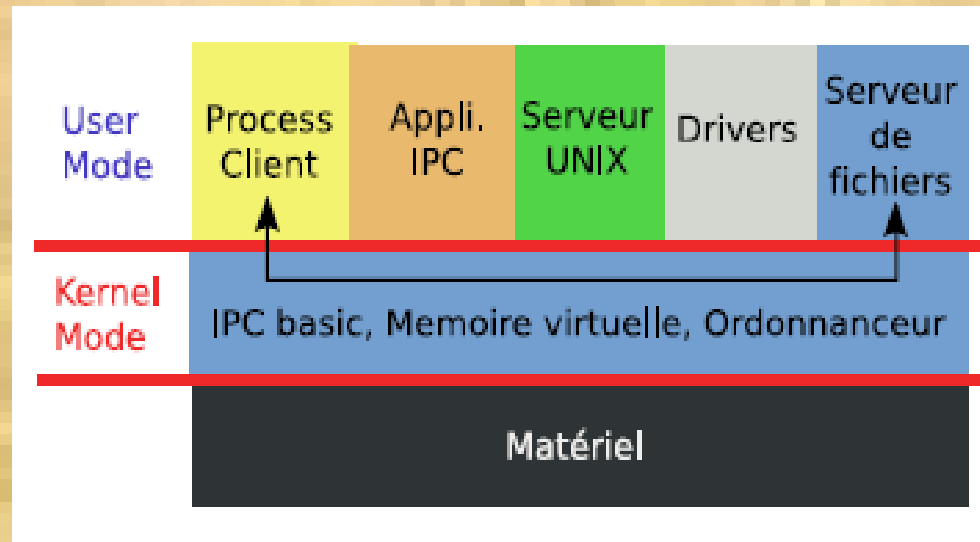 User
Mode
Process
Client
Appli.
IPC
Serveur
UNIX
Drivers
Serveur
de
fichiers
Kernel
Mode
IPC basic, Memoire virtuelle, Ordonnanceur
Matériel